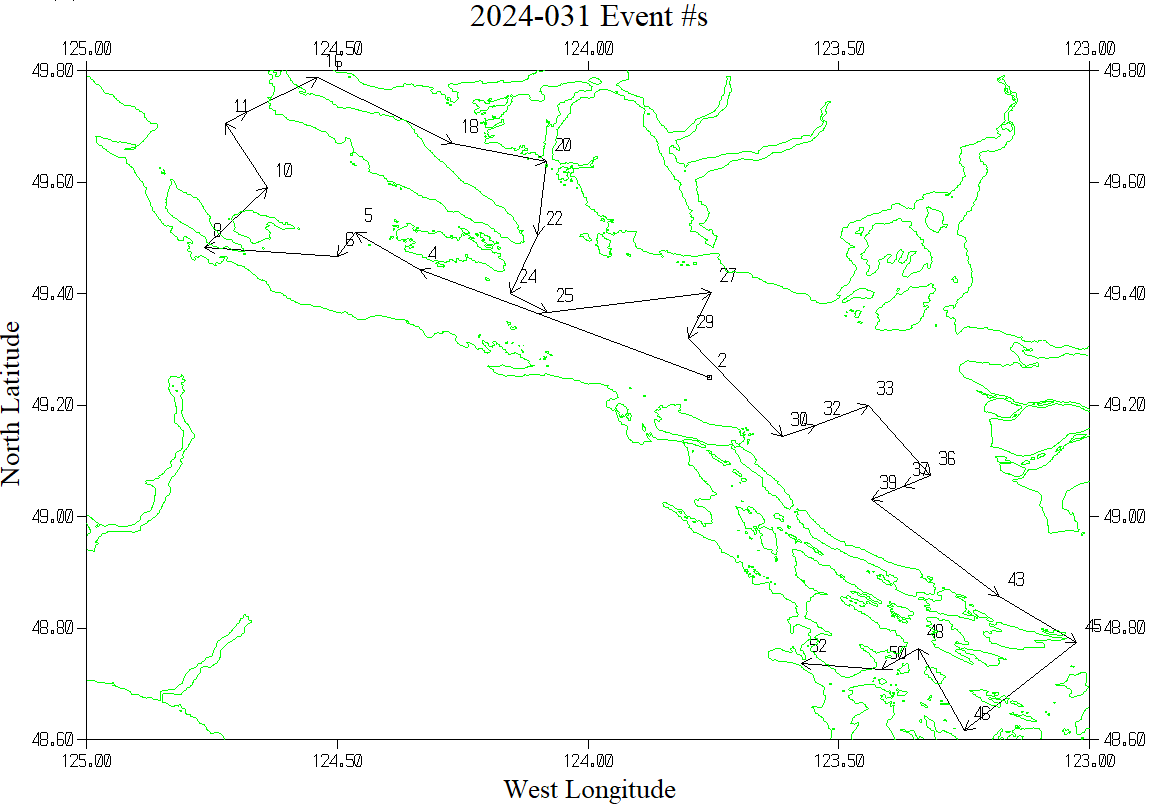 2024-031 Event #s
125.00 124.50 124.00 123.50 123.00
49.80 49.80
11 18 20
49.60 10 49.60
8 6 5 4 22
49.40 24 25 27 49.40
29
2
49.20 30 32 33 49.20
39 36
49.00 49.00
43
48.80 52 50 48 45 48.80
48.60 48.60
125.00 124.50 124.00 123.50 123.00
West Longitude
North Latitude